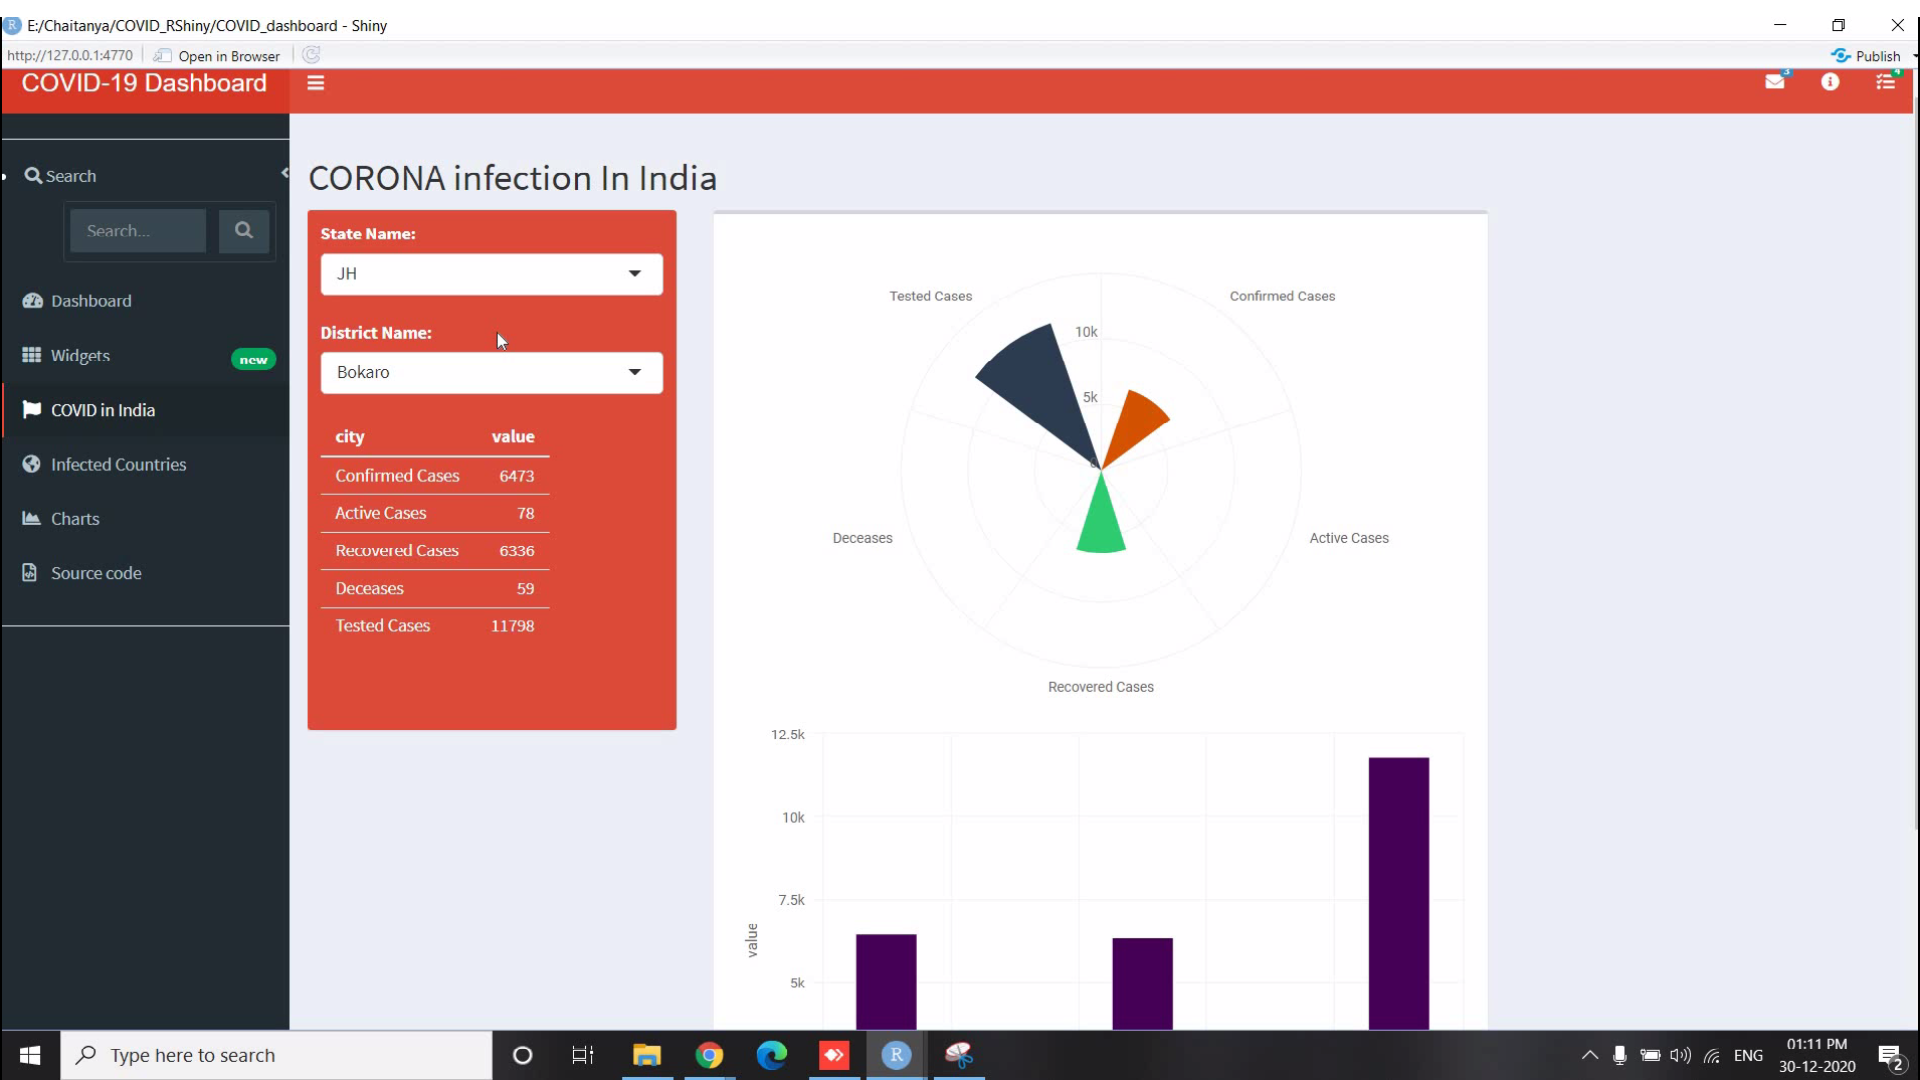 E:/Chaitanya/COVID_RShiny/COVID_dashboard - Shiny
http://127.0.0.1:4770 Open in Browser Publish
COVID-19 Dashboard
3
4
Search
Search...
Dashboard
Widgets new
COVID in India
Infected Countries
Charts
Source code
CORONA infection In India
State Name:
JH
District Name:
Bokaro
city value
Confirmed Cases 6473
Active Cases 78
Recovered Cases 6336
Deceases 59
Tested Cases 11798
Tested Cases Confirmed Cases
10k
5k
0
Deceases Active Cases
Recovered Cases
12.5k
10k
7.5k
5k
value
Type here to search
R
ENG
01:11 PM
30-12-2020
2